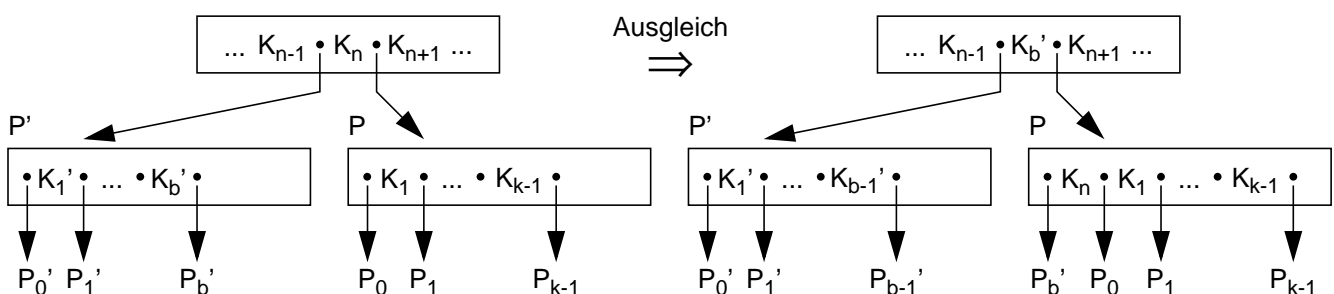 ... K_{n-1} • K_n • K_{n+1} ...
Ausgleich
⇒
... K_{n-1} • K_b’ • K_{n+1} ...
P’
P
P’
P
• K_1’ • ... • K_b’ •
• K_1 • ... • K_{k-1} •
• K_1’ • ... • K_{b-1}’ •
• K_n • K_1 • ... • K_{k-1} •
P_0’ P_1’ P_b’
P_0 P_1 P_{k-1}
P_0’ P_1’ P_{b-1}’
P_b’ P_0 P_1 P_{k-1}